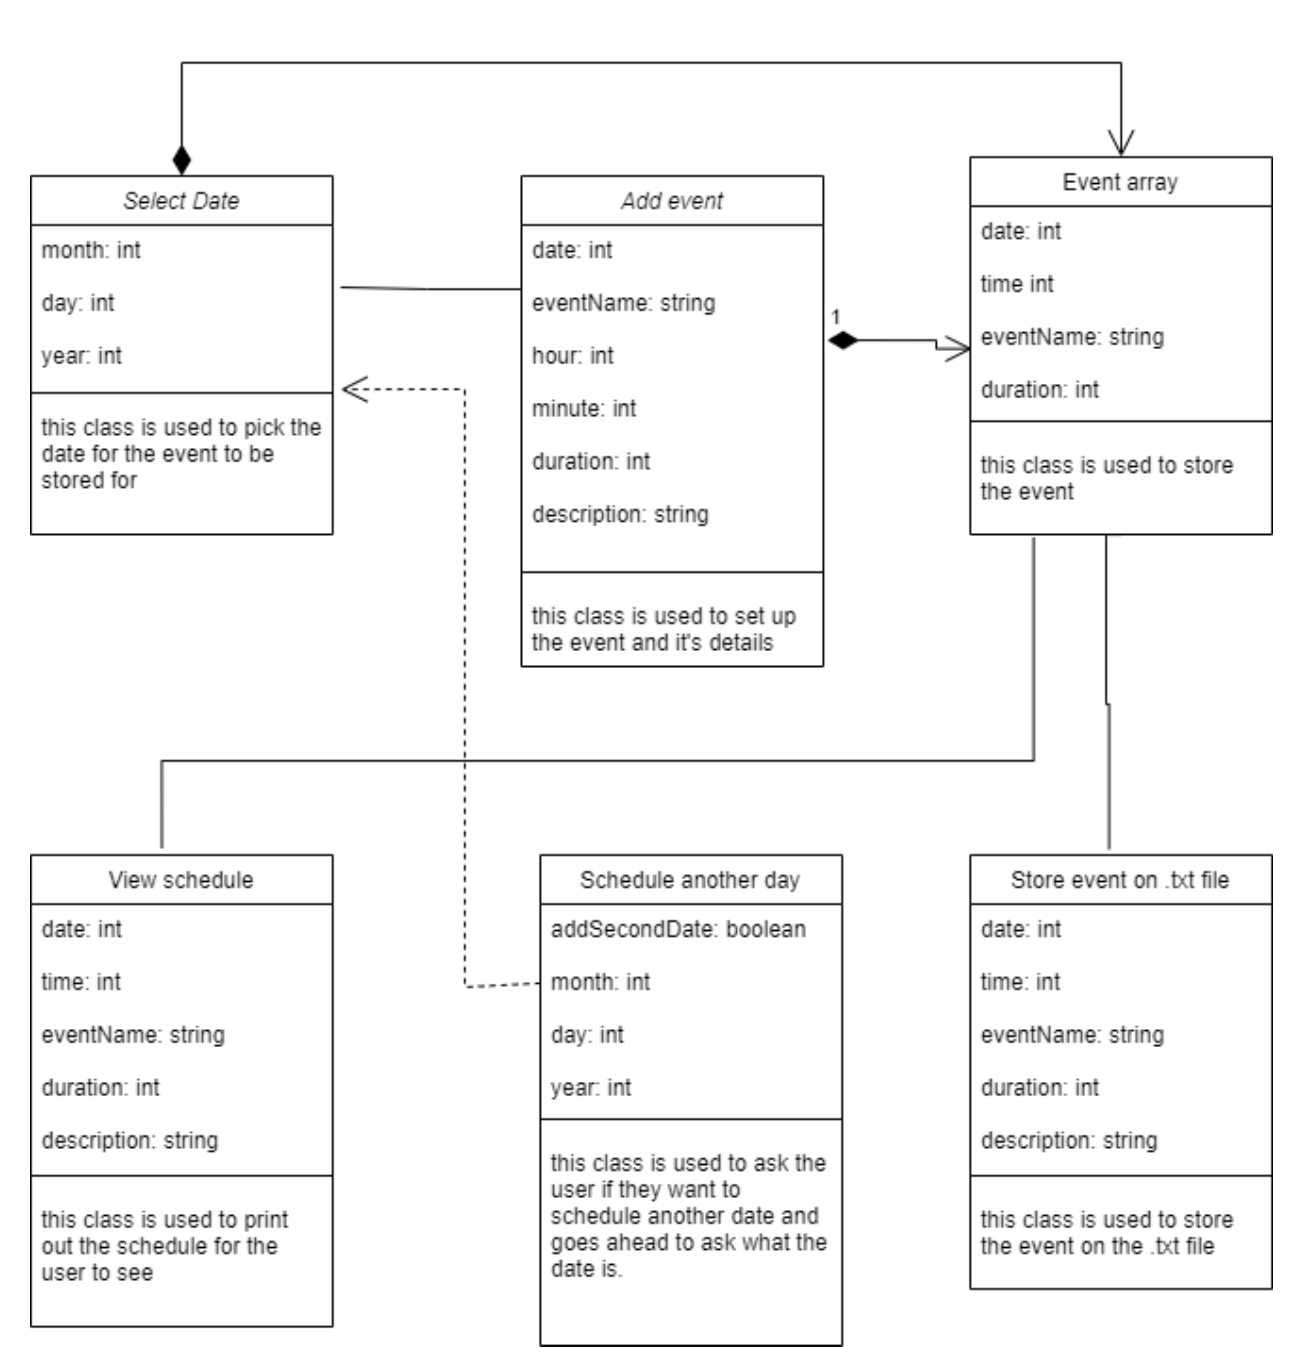 Select Date
month: int
day: int
year: int
this class is used to pick the
date for the event to be
stored for
Add event
date: int
eventName: string
hour: int
minute: int
duration: int
description: string
this class is used to set up
the event and it's details
1
Event array
date: int
time int
eventName: string
duration: int
this class is used to store
the event
View schedule
date: int
time: int
eventName: string
duration: int
description: string
this class is used to print
out the schedule for the
user to see
Schedule another day
addSecondDate: boolean
month: int
day: int
year: int
this class is used to ask the
user if they want to
schedule another date and
goes ahead to ask what the
date is.
Store event on .txt file
date: int
time: int
eventName: string
duration: int
description: string
this class is used to store
the event on the .txt file